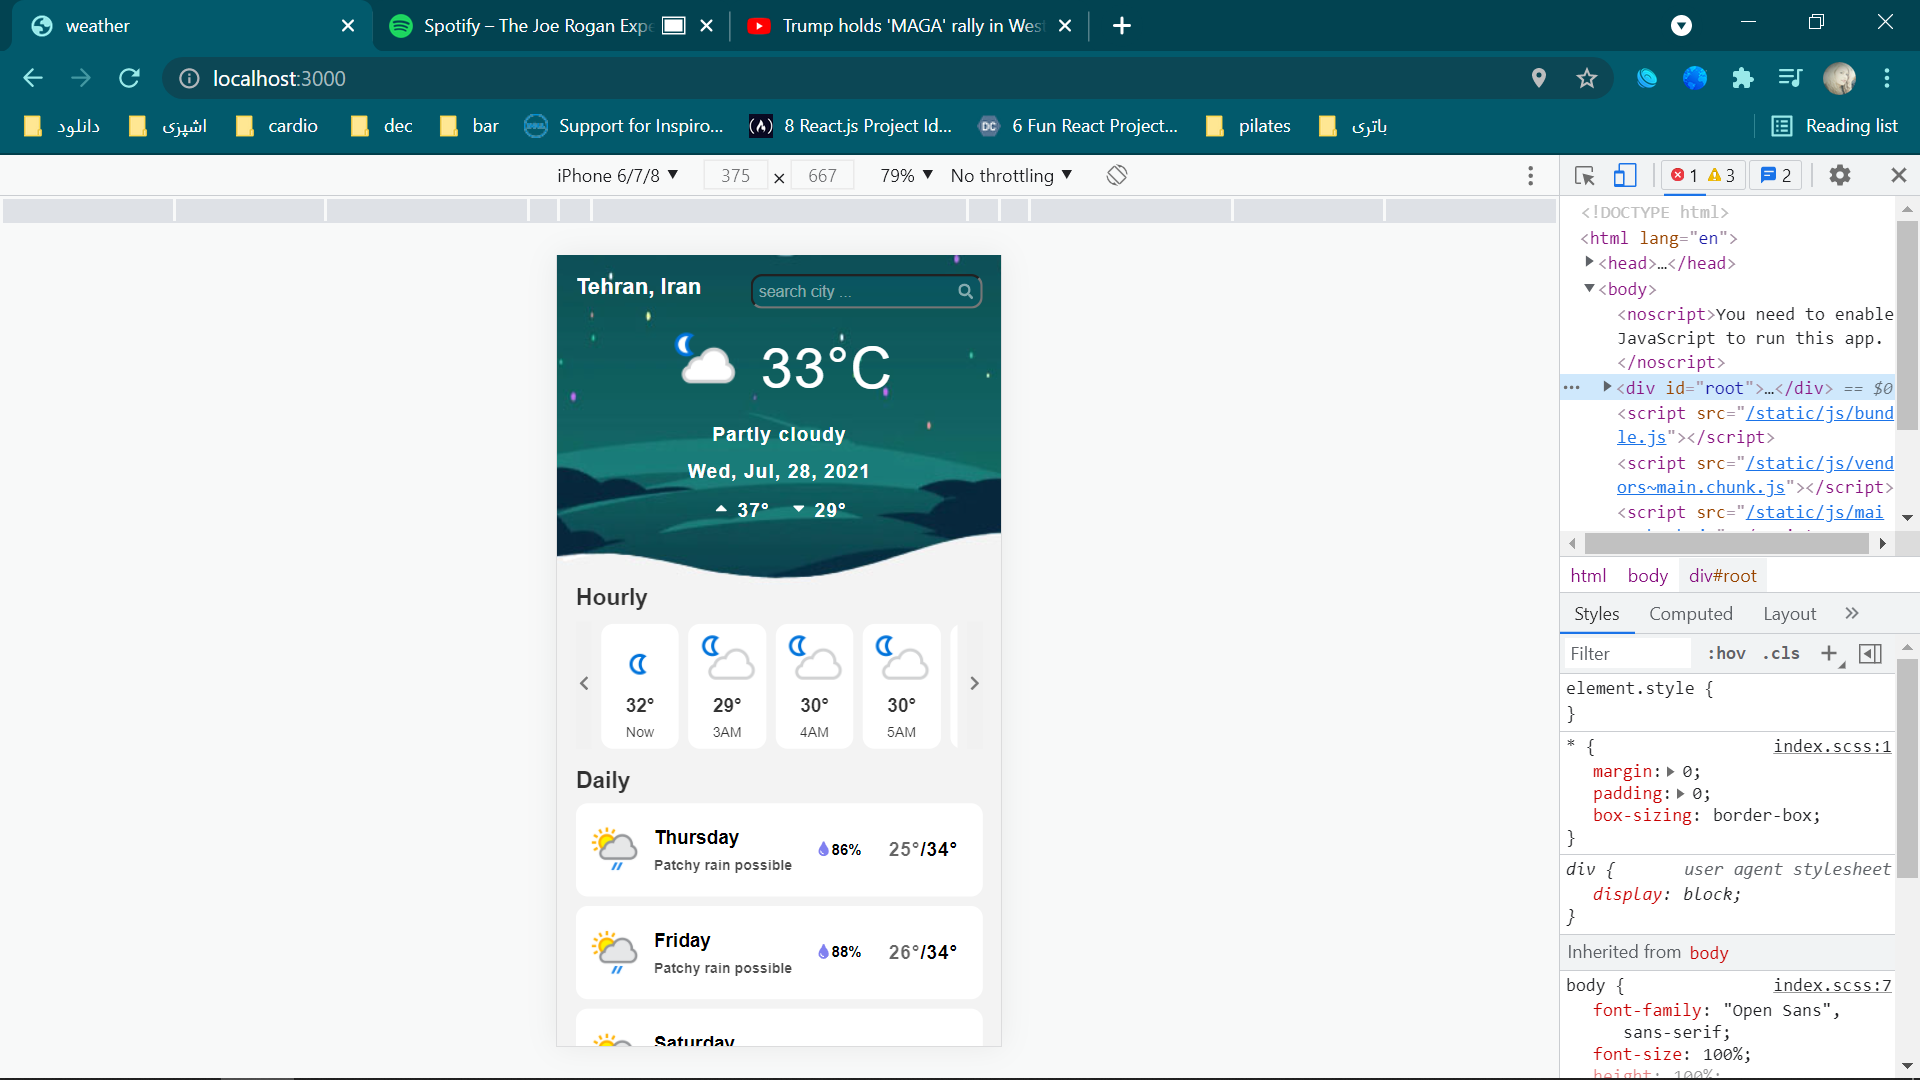 weather
Spotify – The Joe Rogan Expe
Trump holds 'MAGA' rally in West
localhost:3000
دانلود
اشپزی
cardio
dec
bar
Support for Inspiro...
8 React.js Project Id...
6 Fun React Project...
pilates
باتری
Reading list
iPhone 6/7/8
375 × 667
79%
No throttling
1 3
2
Tehran, Iran
search city ...
33°C
Partly cloudy
Wed, Jul, 28, 2021
37° 29°
Hourly
32°
Now
29°
3AM
30°
4AM
30°
5AM
Daily
Thursday
Patchy rain possible
86%
25°/34°
Friday
Patchy rain possible
88%
26°/34°
Saturday
<!DOCTYPE html>
<html lang="en">
<head>…</head>
<body>
<noscript>You need to enable
JavaScript to run this app.
</noscript>
<div id="root">…</div> == $0
<script src="/static/js/bund
le.js"></script>
<script src="/static/js/vend
ors~main.chunk.js"></script>
<script src="/static/js/mai
html body div#root
Styles Computed Layout
Filter :hov .cls
element.style {
}
* { index.scss:1
margin: 0;
padding: 0;
box-sizing: border-box;
}
div { user agent stylesheet
display: block;
}
Inherited from body
body { index.scss:7
font-family: "Open Sans",
sans-serif;
font-size: 100%;
height: 100%;